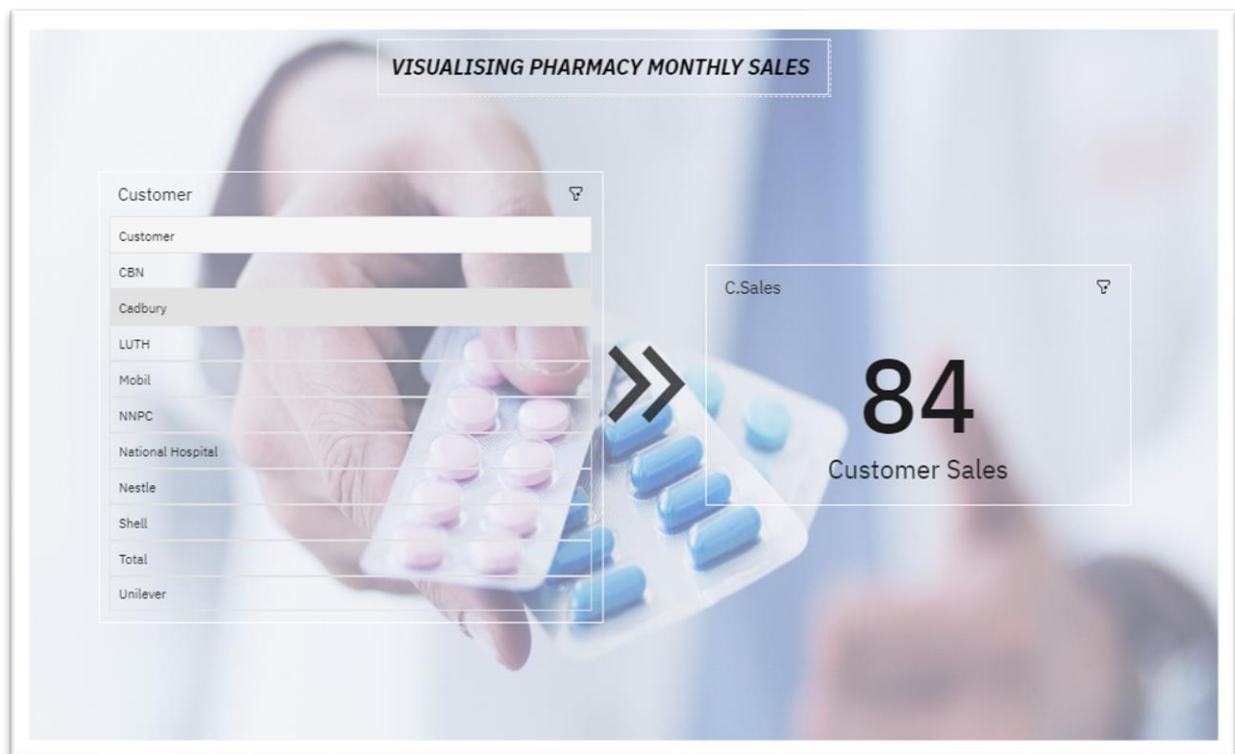 VISUALISING PHARMACY MONTHLY SALES
Customer
Customer
CBN
Cadbury
LUTH
Mobil
NNPC
National Hospital
Nestle
Shell
Total
Unilever
C.Sales
84
Customer Sales